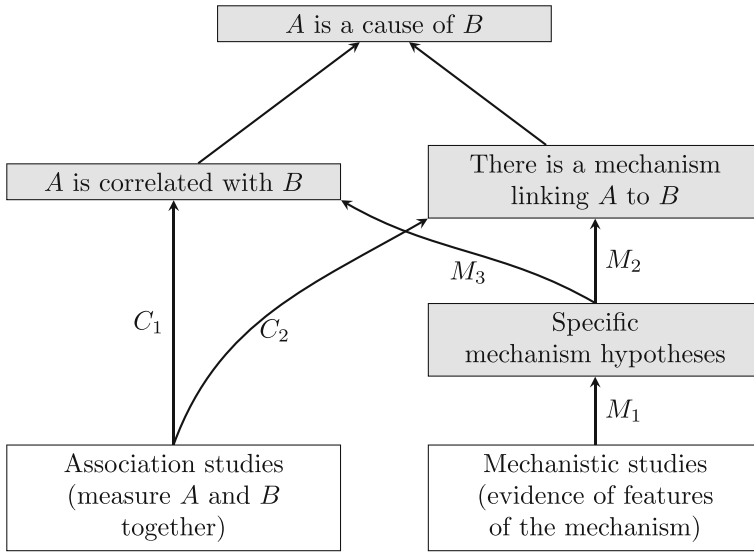 A is a cause of B
A is correlated with B
There is a mechanism
linking A to B
M₃
M₂
C₁
C₂
Specific
mechanism hypotheses
M₁
Association studies
(measure A and B
together)
Mechanistic studies
(evidence of features
of the mechanism)